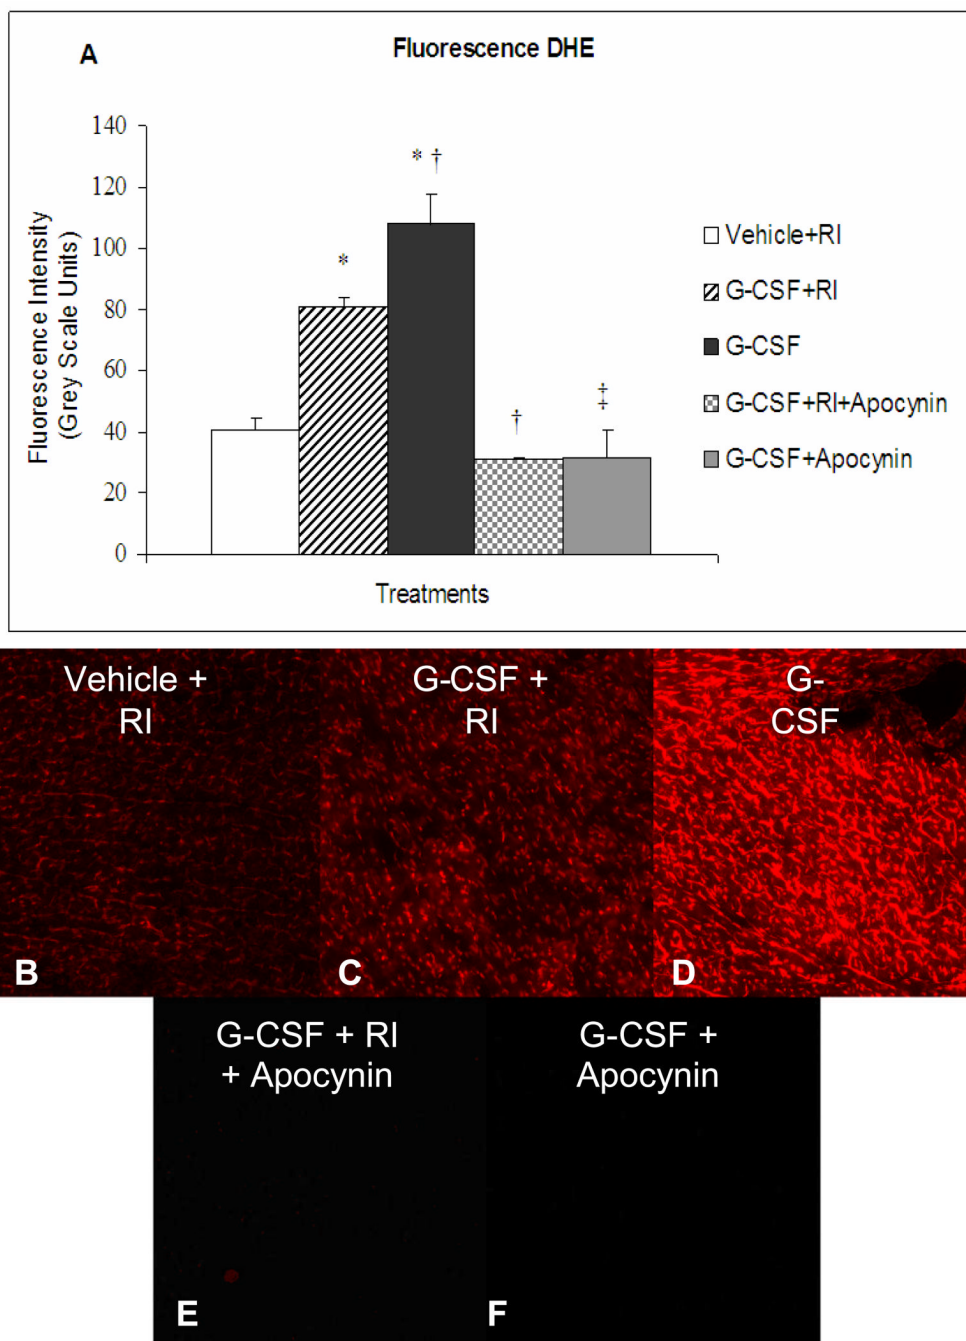 A
Fluorescence DHE
140
120
100
80
60
40
20
0
Fluorescence Intensity
(Grey Scale Units)
*
* †
†
‡
Treatments
Vehicle+RI
G-CSF+RI
G-CSF
G-CSF+RI+Apocynin
G-CSF+Apocynin
Vehicle +
RI
B
G-CSF +
RI
C
G-
CSF
D
G-CSF + RI
+ Apocynin
E
G-CSF +
Apocynin
F